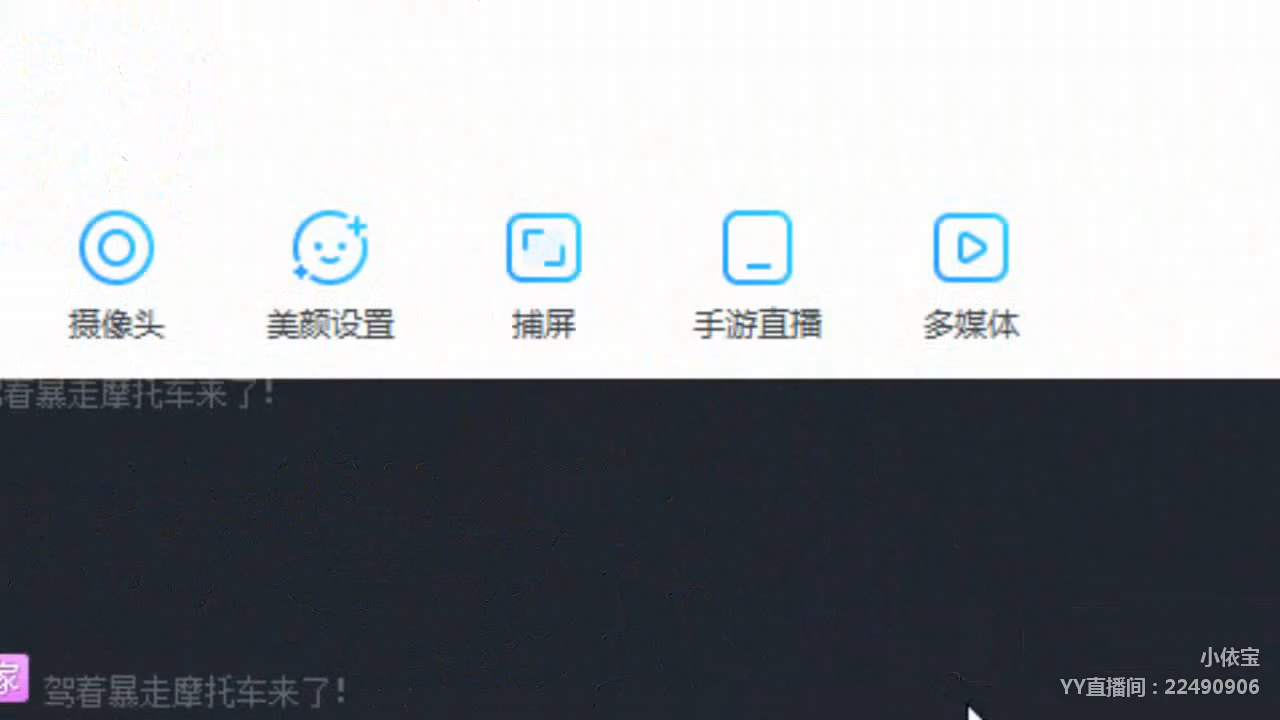 摄像头 美颜设置 捕屏 手游直播 多媒体
着暴走摩托车来了!
家 驾着暴走摩托车来了!
小依宝
YY直播间：22490906